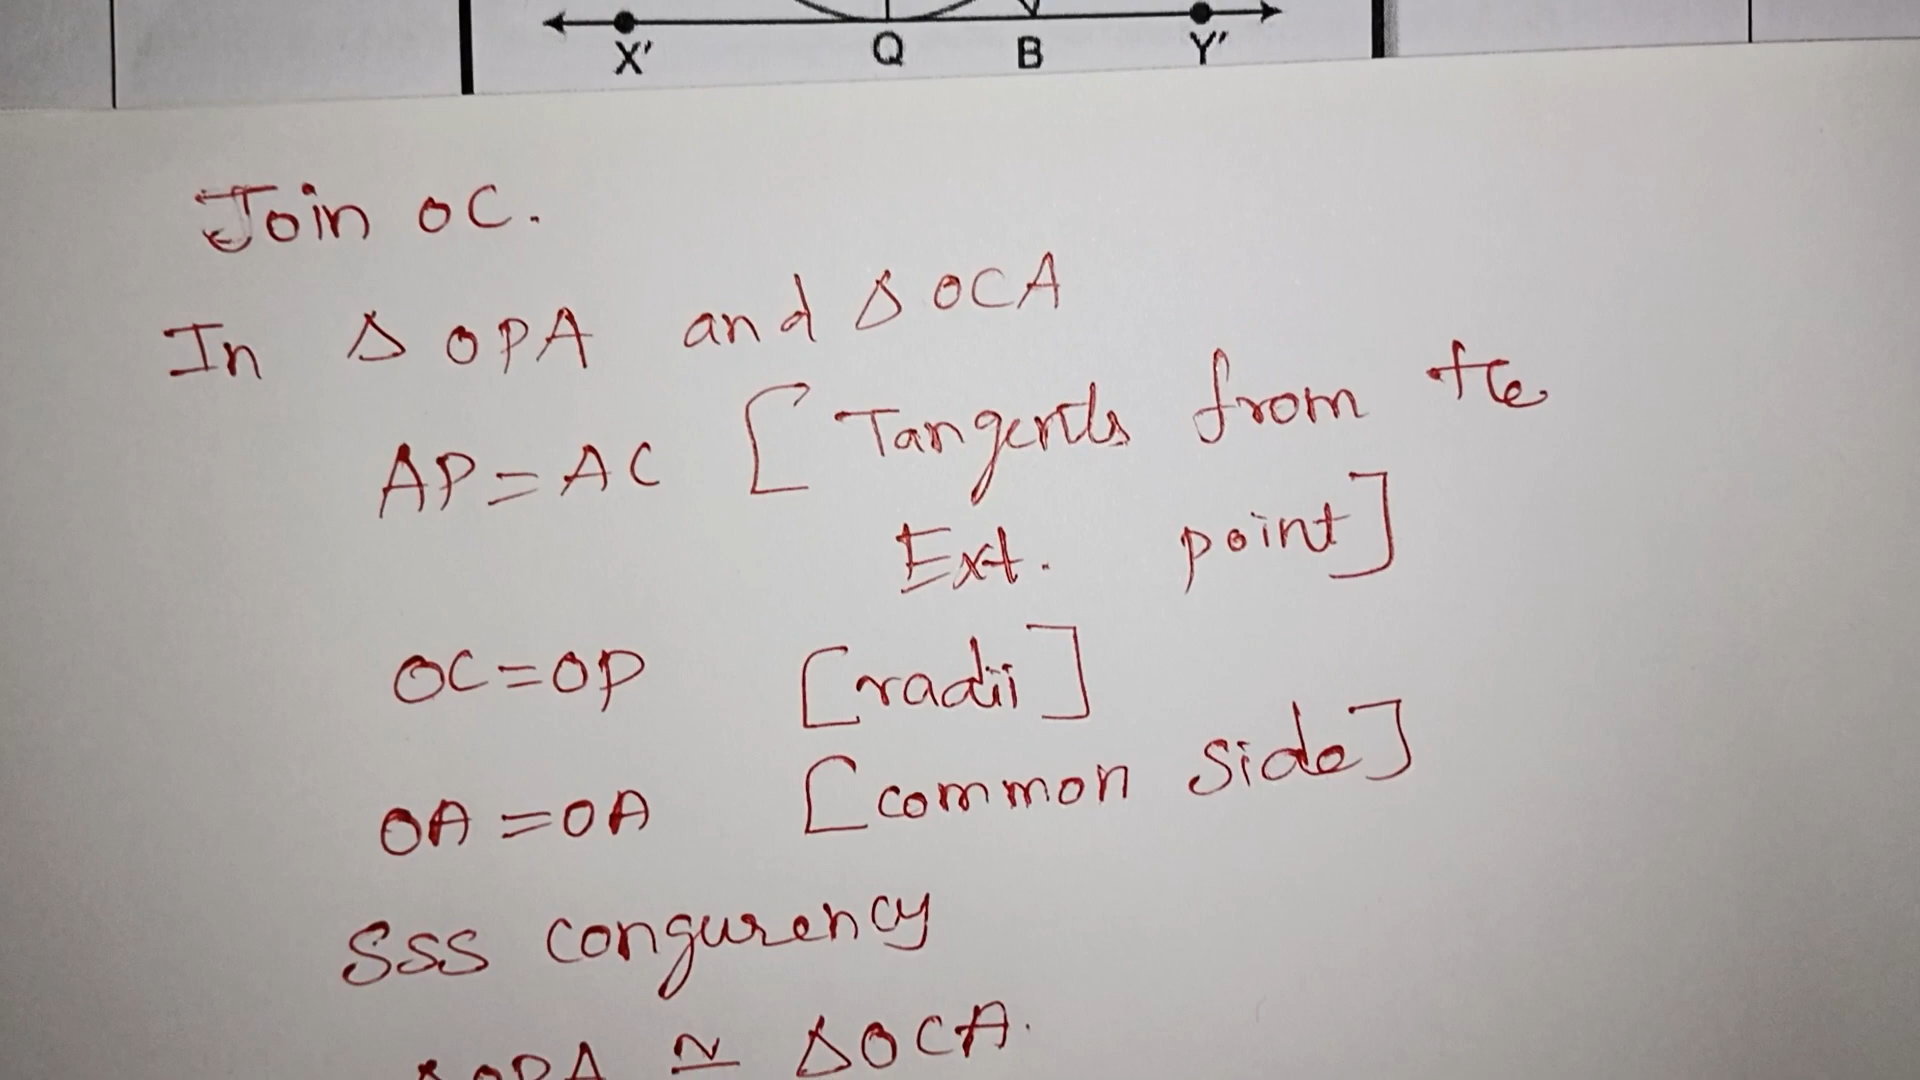 X' Q B Y'
Join OC.
In Δ OPA and Δ OCA
AP = AC [Tangents from the
Ext. point]
OC = OP [radii]
OA = OA [common side]
SSS congurency
Δ OPA ≅ Δ OCA.